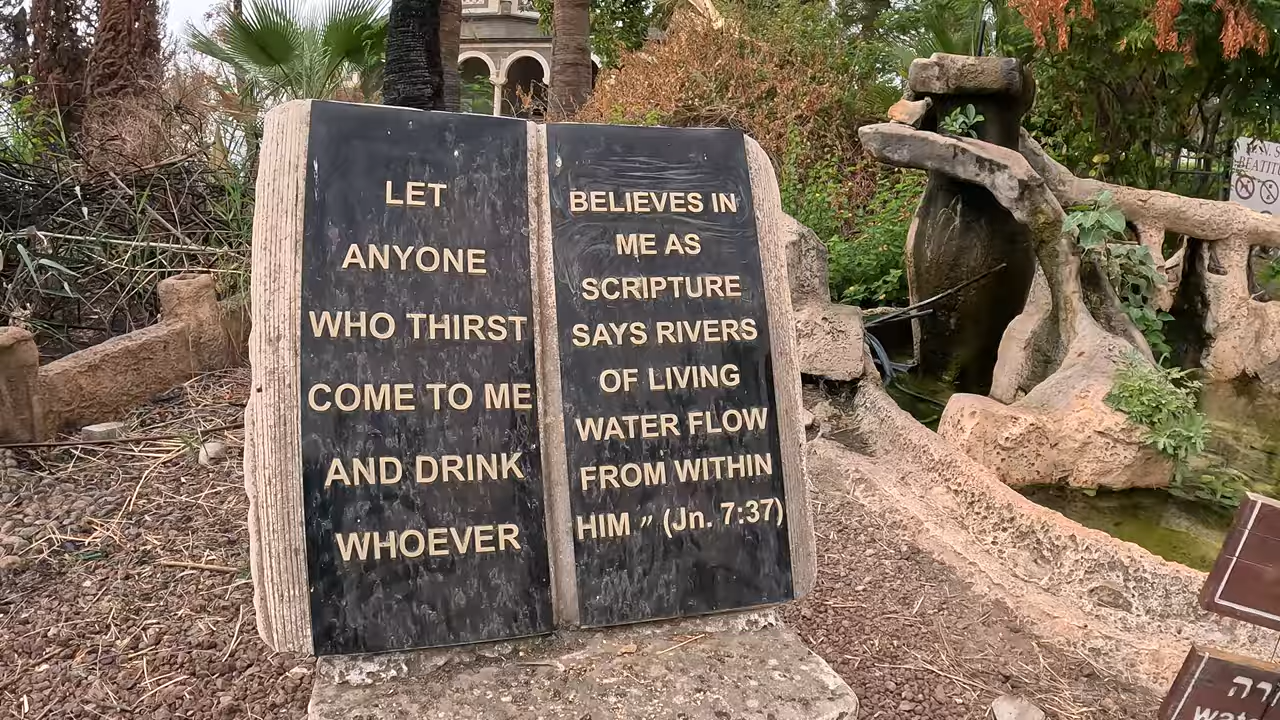 LET
ANYONE
WHO THIRST
COME TO ME
AND DRINK
WHOEVER
BELIEVES IN
ME AS
SCRIPTURE
SAYS RIVERS
OF LIVING
WATER FLOW
FROM WITHIN
HIM " (Jn. 7:37)